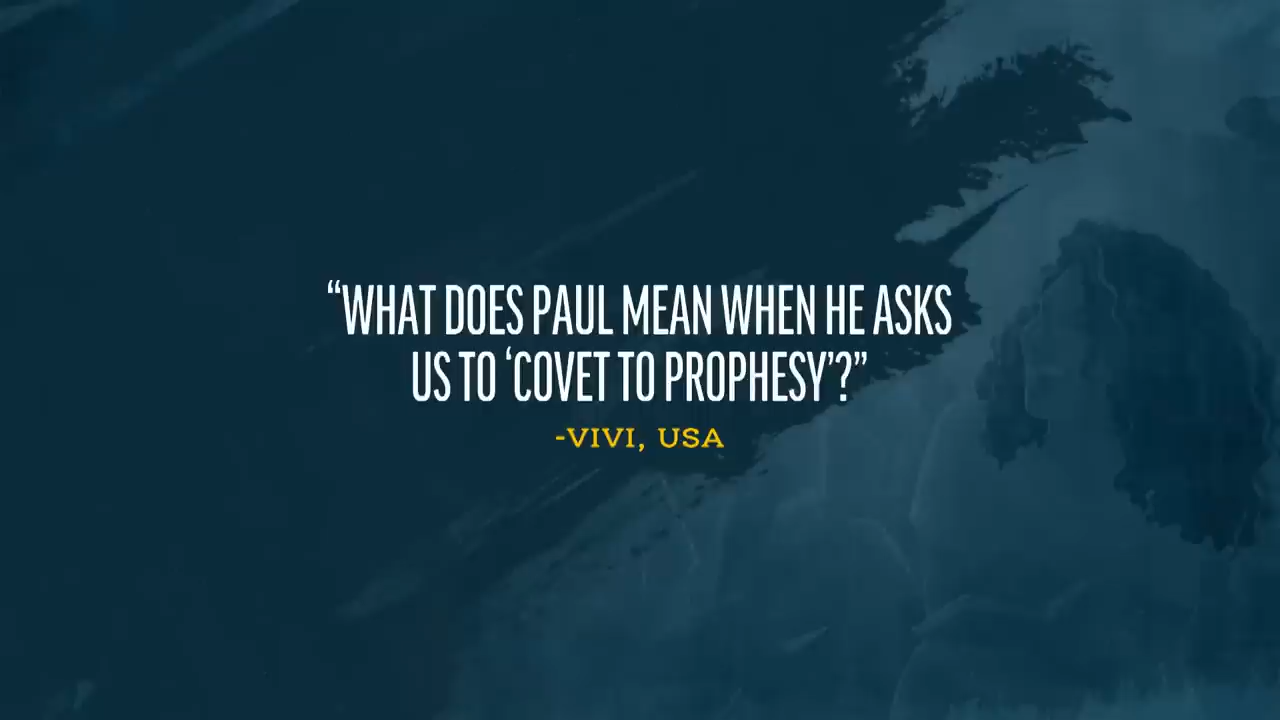 “WHAT DOES PAUL MEAN WHEN HE ASKS
US TO ‘COVET TO PROPHESY’?”
-VIVI, USA